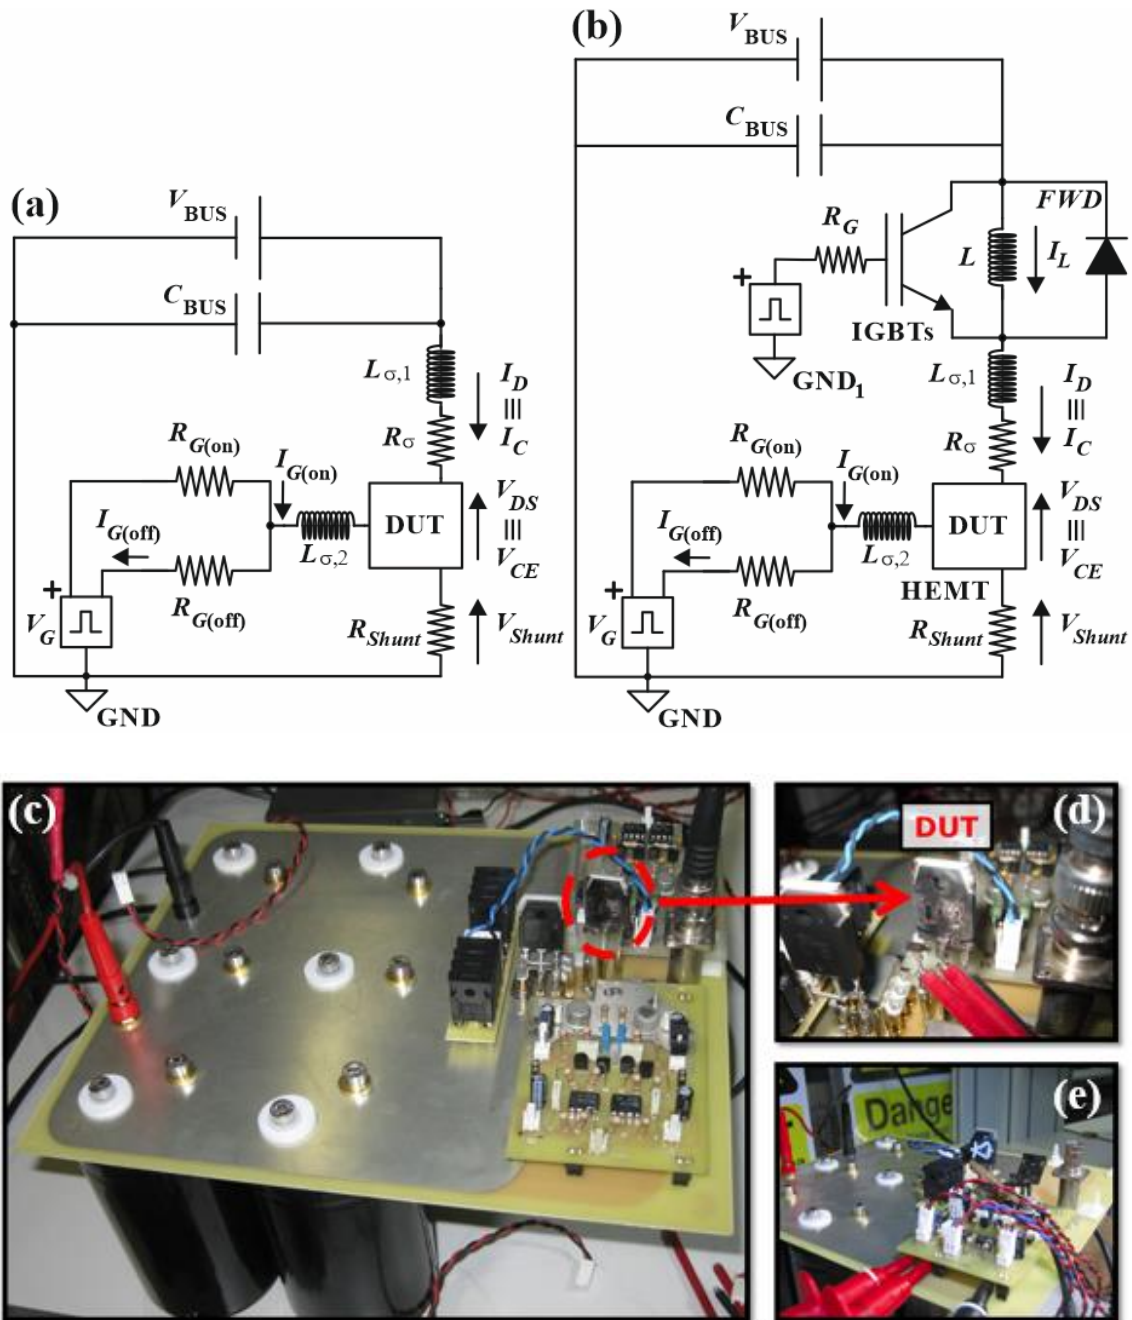 (a)
V_BUS
C_BUS
L_σ,1
I_D
≡
I_C
R_σ
R_G(on)
I_G(on)
V_DS
≡
V_CE
DUT
I_G(off)
L_σ,2
+
R_G(off)
V_G
R_Shunt
V_Shunt
GND
(b)
V_BUS
C_BUS
FWD
R_G
L
I_L
+
IGBTs
GND_1
L_σ,1
I_D
≡
I_C
R_σ
R_G(on)
I_G(on)
V_DS
≡
V_CE
DUT
I_G(off)
L_σ,2
HEMT
+
R_G(off)
V_G
R_Shunt
V_Shunt
GND
(c)
(d)
DUT
(e)
Dange